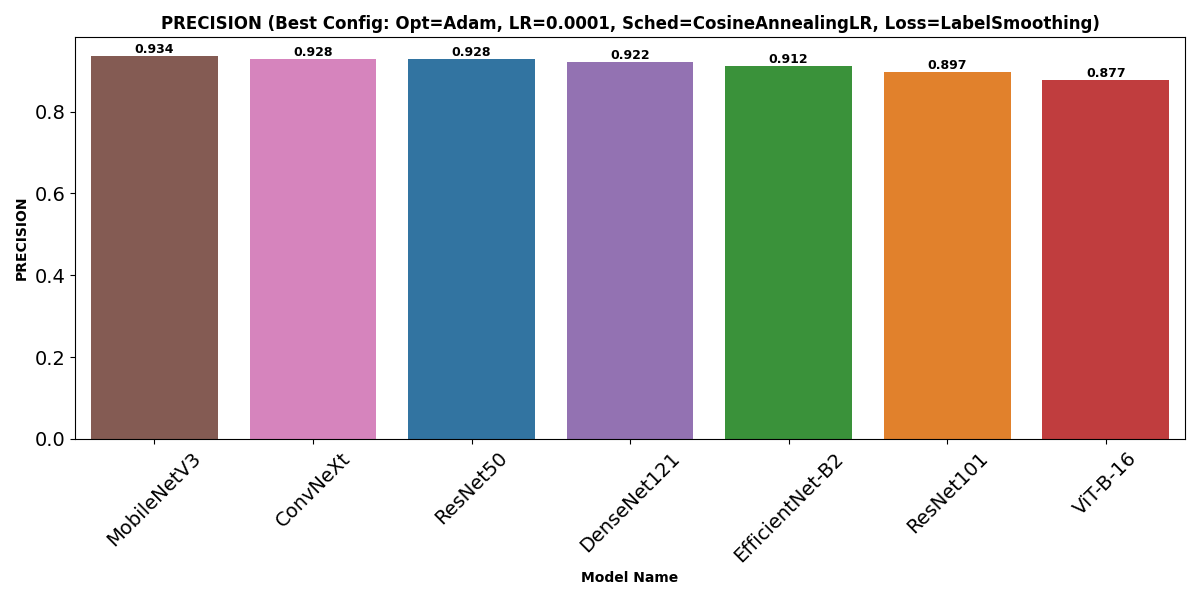 PRECISION (Best Config: Opt=Adam, LR=0.0001, Sched=CosineAnnealingLR, Loss=LabelSmoothing)
0.934
0.928
0.928
0.922
0.912
0.897
0.877
0.8
0.6
0.4
0.2
0.0
PRECISION
MobileNetV3
ConvNeXt
ResNet50
DenseNet121
EfficientNet-B2
ResNet101
ViT-B-16
Model Name